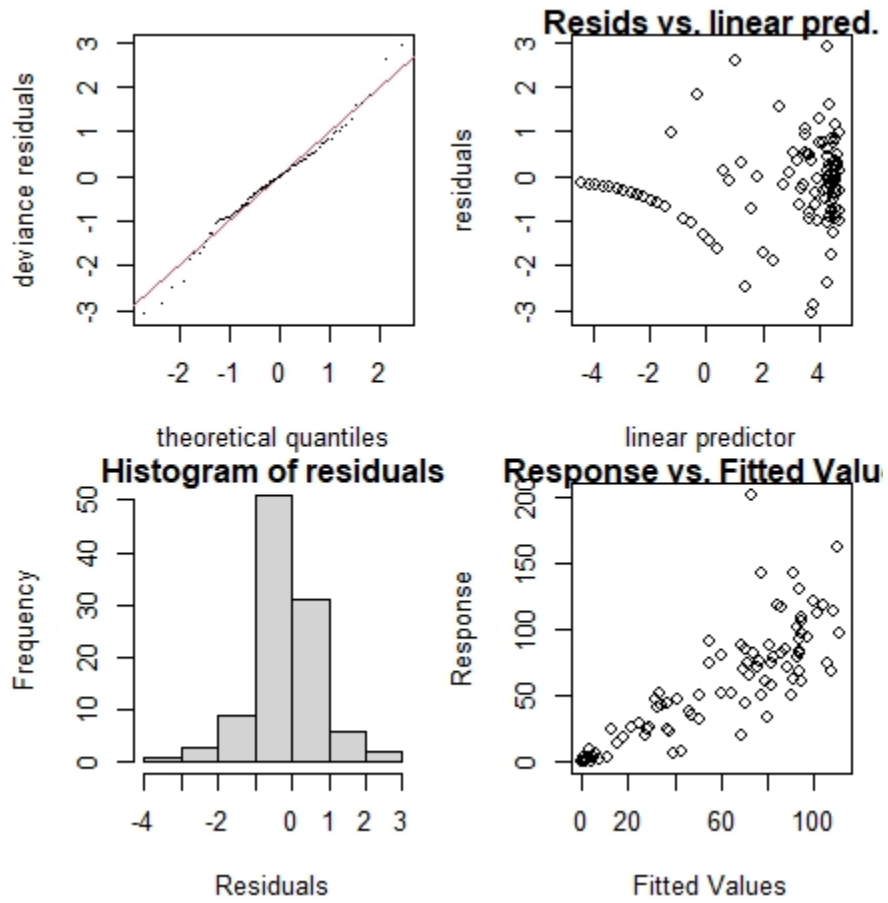 deviance residuals
3
2
1
0
-1
-2
-3
-2 -1 0 1 2
theoretical quantiles
Resids vs. linear pred.
residuals
3
2
1
0
-1
-2
-3
-4 -2 0 2 4
linear predictor
Histogram of residuals
Frequency
50
40
30
20
10
0
-4 -2 0 1 2 3
Residuals
Response vs. Fitted Value
Response
200
150
100
50
0
0 20 60 100
Fitted Values